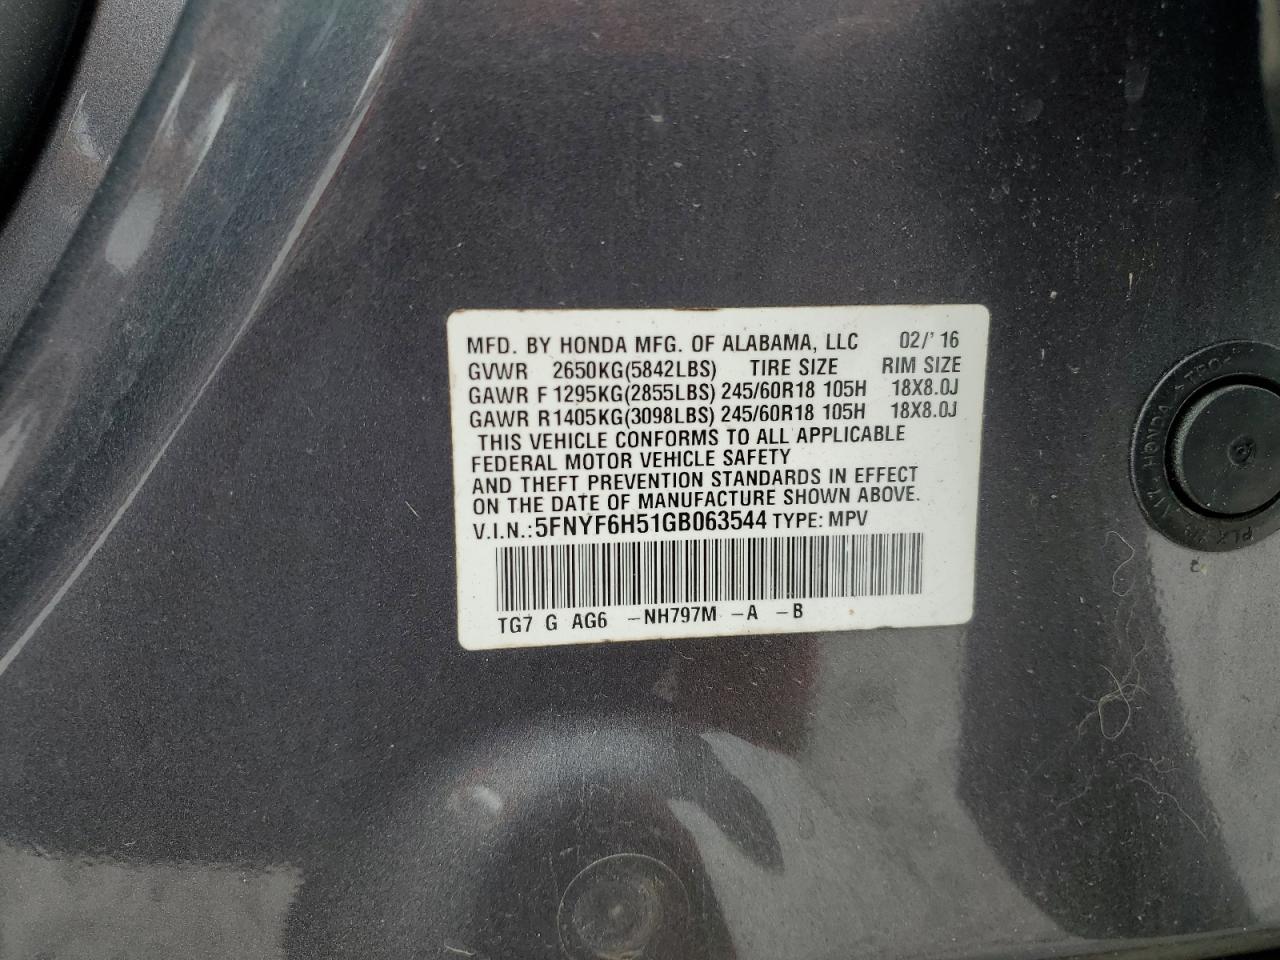 MFD. BY HONDA MFG. OF ALABAMA, LLC 02/'16
GVWR 2650KG(5842LBS) TIRE SIZE RIM SIZE
GAWR F 1295KG(2855LBS) 245/60R18 105H 18X8.0J
GAWR R1405KG(3098LBS) 245/60R18 105H 18X8.0J
THIS VEHICLE CONFORMS TO ALL APPLICABLE
FEDERAL MOTOR VEHICLE SAFETY
AND THEFT PREVENTION STANDARDS IN EFFECT
ON THE DATE OF MANUFACTURE SHOWN ABOVE.
V.I.N.:5FNYF6H51GB063544 TYPE: MPV
TG7 G AG6 -NH797M -A -B
HONDA